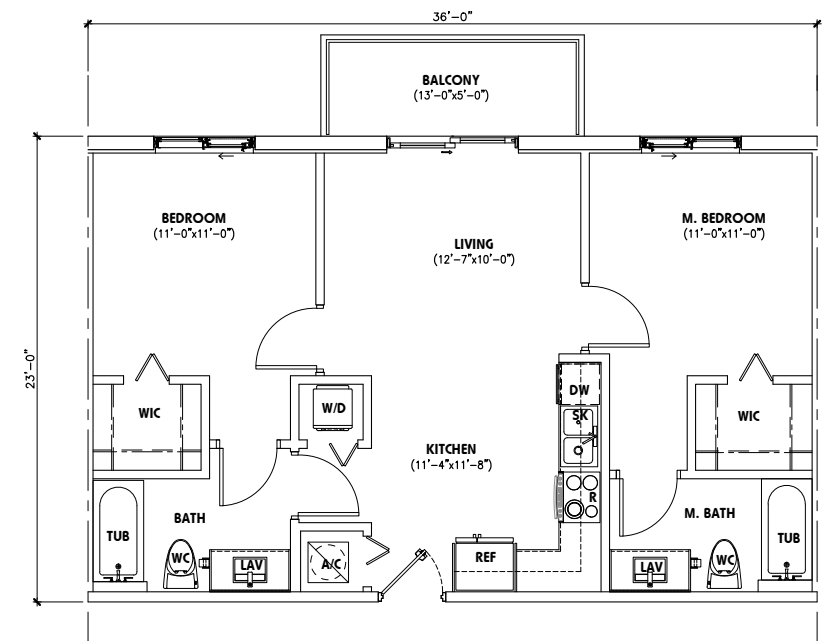 36'-0"
BALCONY
(13'-0"x5'-0")
BEDROOM
(11'-0"x11'-0")
M. BEDROOM
(11'-0"x11'-0")
LIVING
(12'-7"x10'-0")
23'-0"
DW
W/D
WIC
SK
WIC
KITCHEN
(11'-4"x11'-8")
R
BATH
M. BATH
TUB
TUB
WC
LAV
A/C
REF
LAV
WC